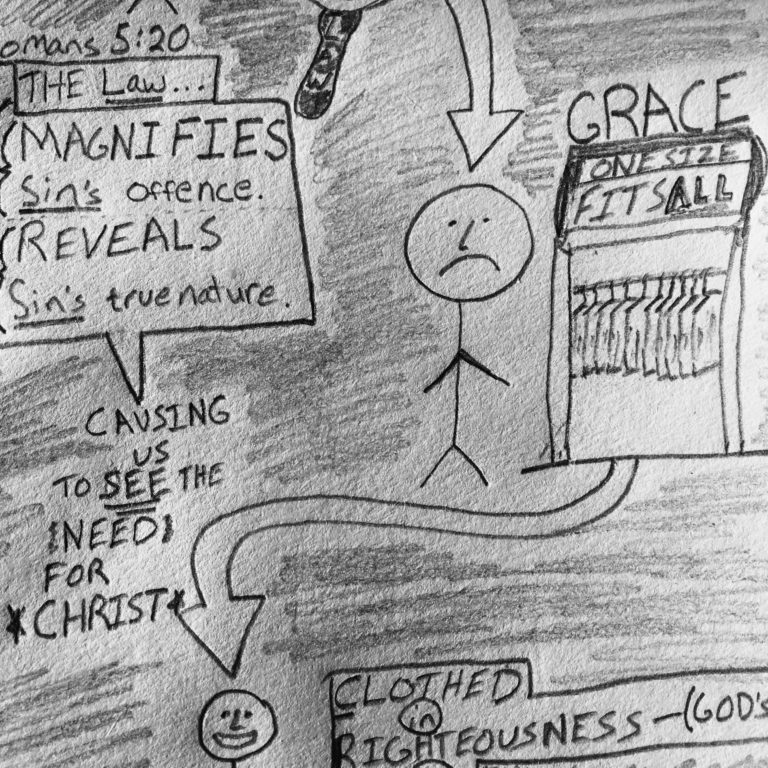 omans 5:20
THE Law...
MAGNIFIES
Sin's offence.
REVEALS
Sin's true nature.
CAUSING
US
TO SEE THE
NEED
FOR
*CHRIST*
LAW
GRACE
ONE SIZE
FITS ALL
CLOTHED
in
RIGHTEOUSNESS - (GOD'S